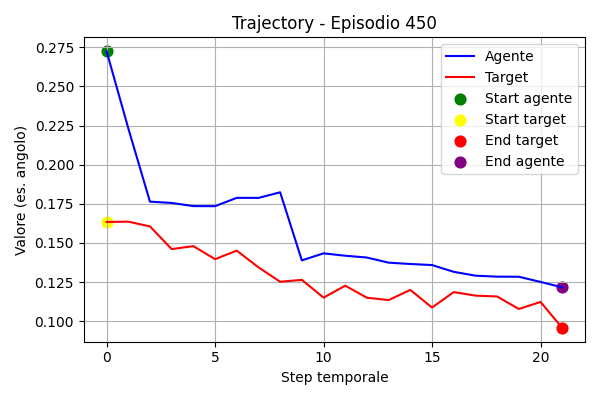 Trajectory - Episodio 450
Valore (es. angolo)
0.275
0.250
0.225
0.200
0.175
0.150
0.125
0.100
Agente
Target
Start agente
Start target
End target
End agente
0 5 10 15 20
Step temporale